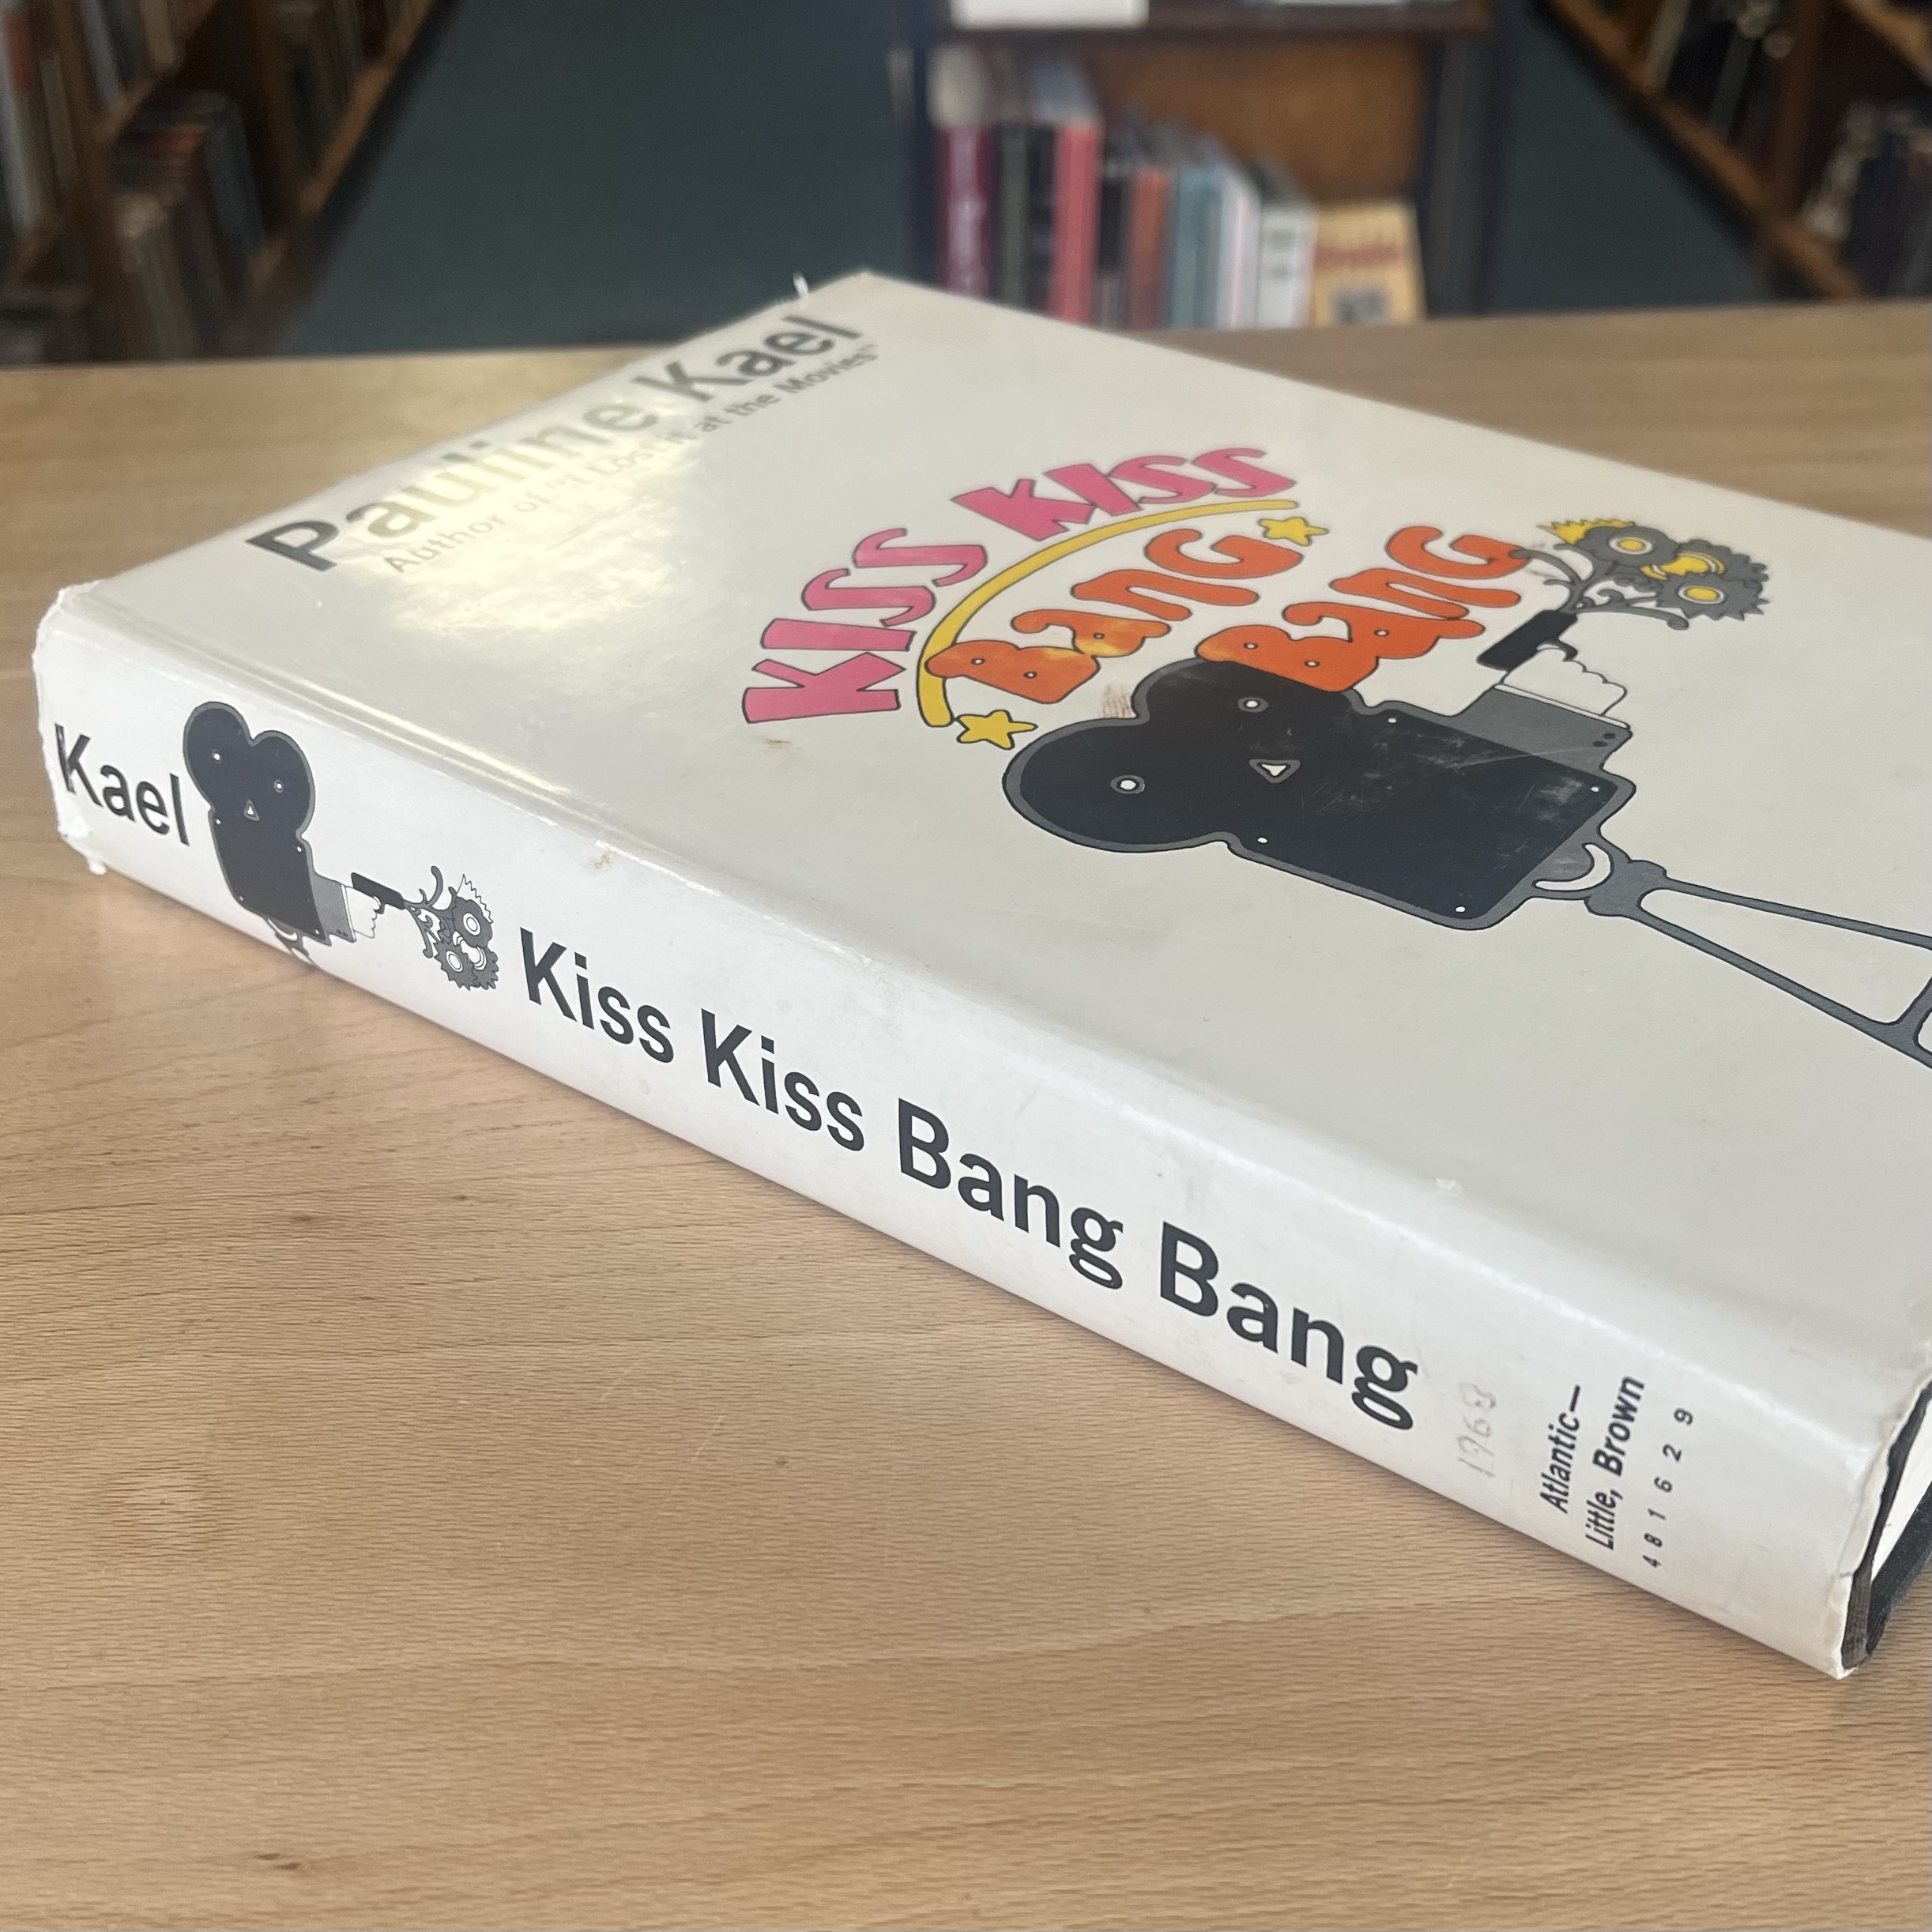 Pauline Kael
Author of "I Lost it at the Movies"
KISS KISS
BanG BanG
Kael
Kiss Kiss Bang Bang
1968
Atlantic—
Little, Brown
481629